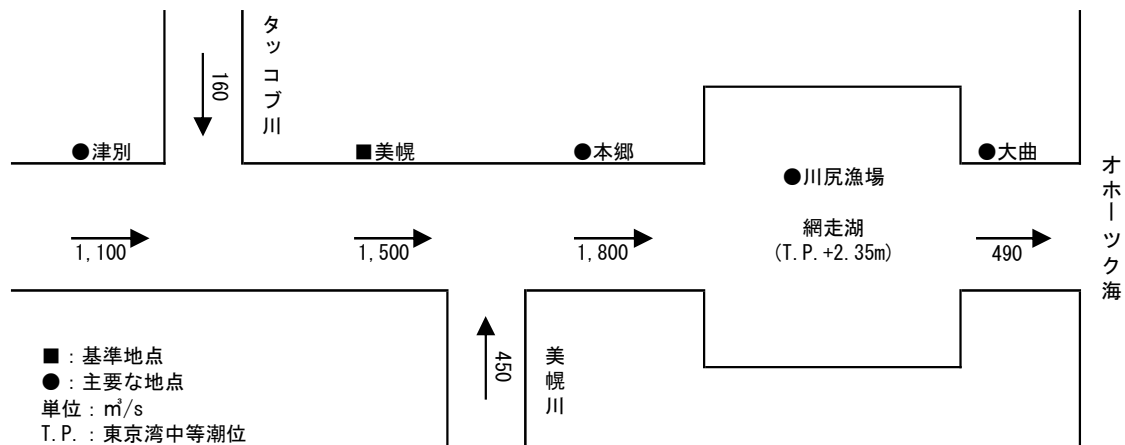 タッコブ川
160
●津別
■美幌
●本郷
●大曲
●川尻漁場
オホーツク海
1,100
1,500
1,800
網走湖
(T.P.+2.35m)
490
450
美幌川
■：基準地点
●：主要な地点
単位：㎥/s
T.P.：東京湾中等潮位